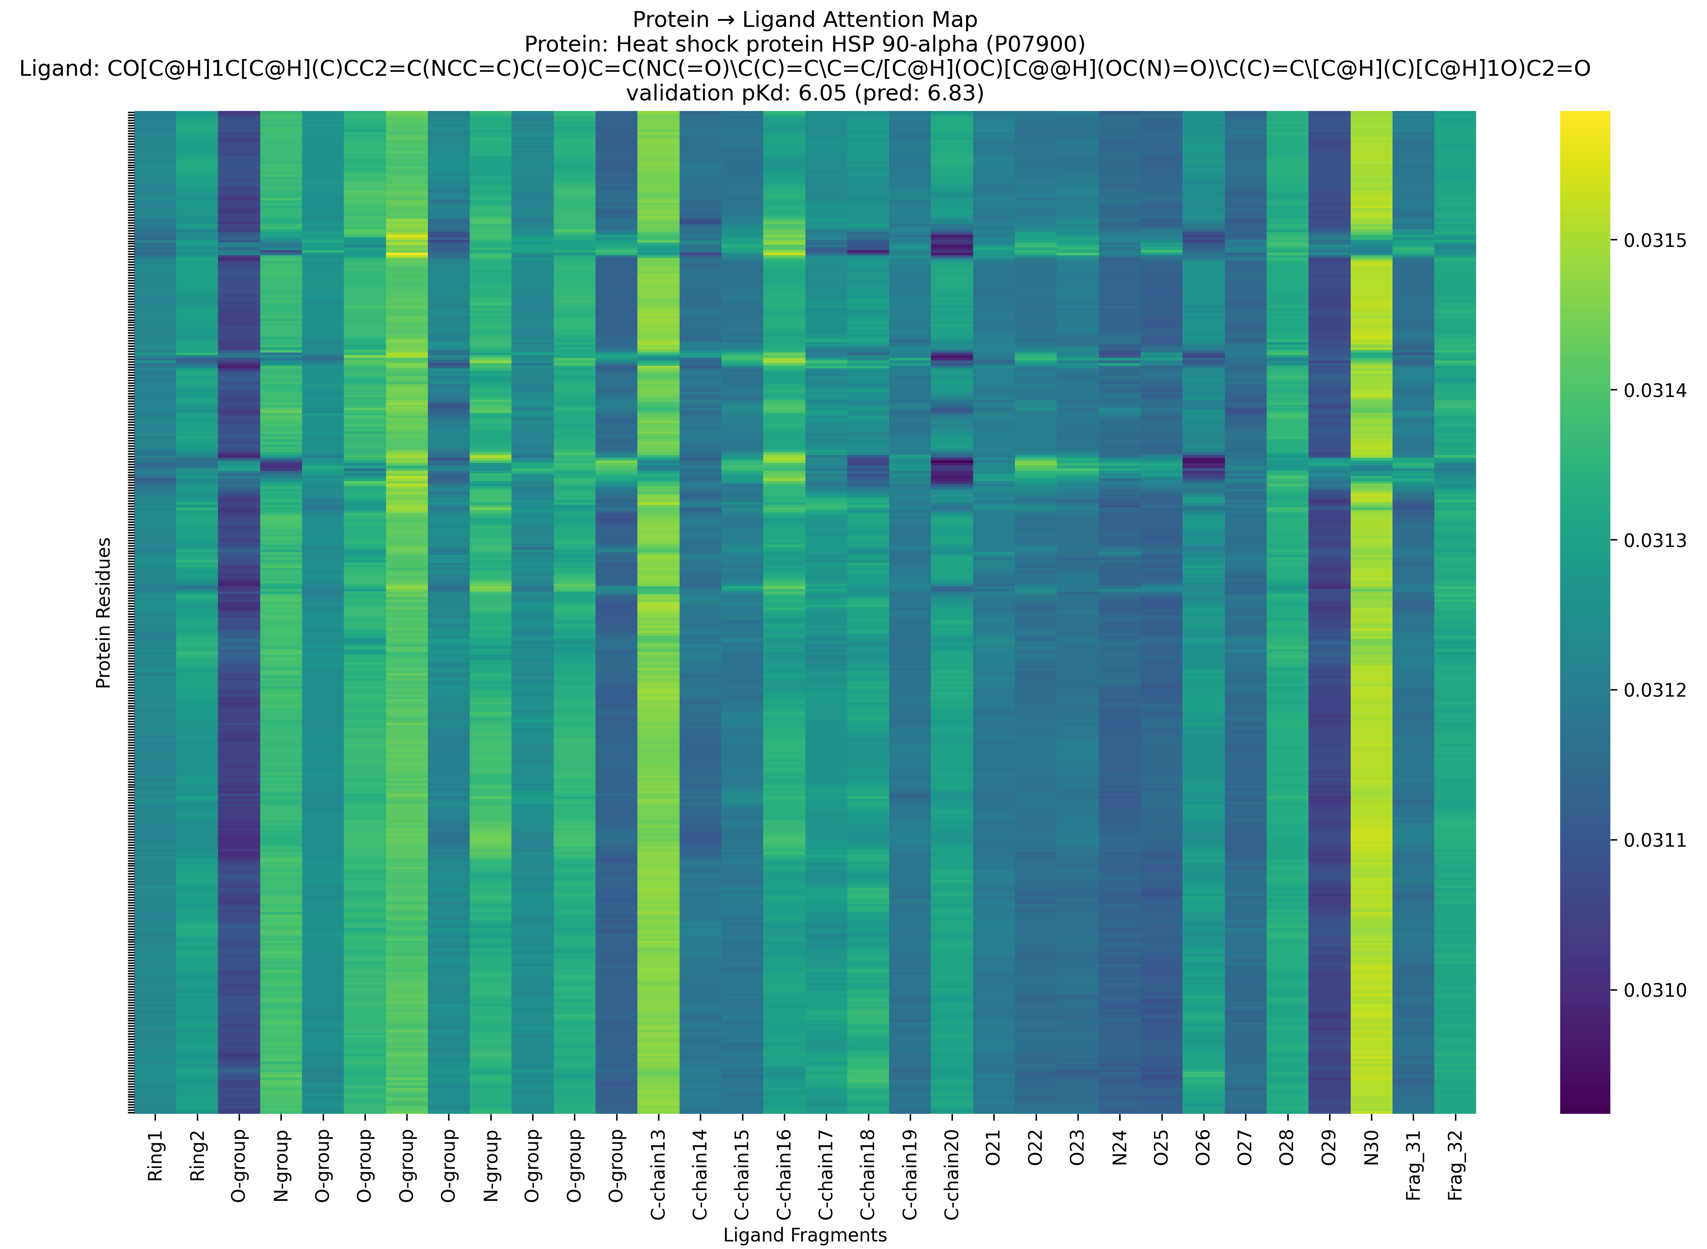 Protein → Ligand Attention Map
Protein: Heat shock protein HSP 90-alpha (P07900)
Ligand: CO[C@H]1C[C@H](C)CC2=C(NCC=C)C(=O)C=C(NC(=O)\C(C)=C\C=C/[C@H](OC)[C@@H](OC(N)=O)\C(C)=C\[C@H](C)[C@H]1O)C2=O
validation pKd: 6.05 (pred: 6.83)
Protein Residues
Ring1
Ring2
O-group
N-group
O-group
O-group
O-group
O-group
N-group
O-group
O-group
O-group
C-chain13
C-chain14
C-chain15
C-chain16
C-chain17
C-chain18
C-chain19
C-chain20
O21
O22
O23
N24
O25
O26
O27
O28
O29
N30
Frag_31
Frag_32
Ligand Fragments
0.0315
0.0314
0.0313
0.0312
0.0311
0.0310